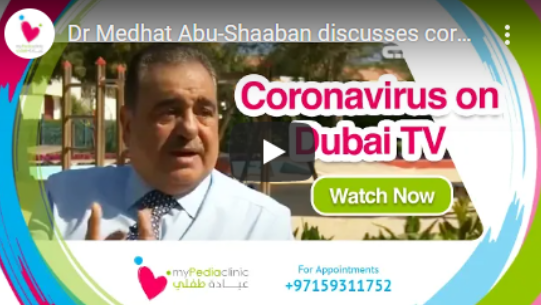 Dr Medhat Abu-Shaaban discusses cor...
Coronavirus on
Dubai TV
Watch Now
myPediaclinic
عيادة طفلي
For Appointments
+97159311752